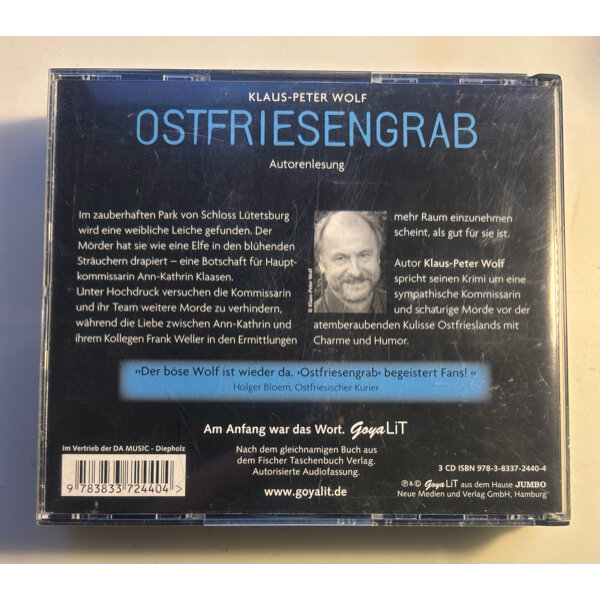 KLAUS-PETER WOLF
OSTFRIESENGRAB
Autorenlesung
Im zauberhaften Park von Schloss Lütetsburg
wird eine weibliche Leiche gefunden. Der
Mörder hat sie wie eine Elfe in den blühenden
Sträuchern drapiert – eine Botschaft für Haupt-
kommissarin Ann-Kathrin Klaasen.
Unter Hochdruck versuchen die Kommissarin
und ihr Team weitere Morde zu verhindern,
während die Liebe zwischen Ann-Kathrin und
ihrem Kollegen Frank Weller in den Ermittlungen
© Klaus-Peter Wolf
mehr Raum einzunehmen
scheint, als gut für sie ist.
Autor Klaus-Peter Wolf
spricht seinen Krimi um eine
sympathische Kommissarin
und schaurige Morde vor der
atemberaubenden Kulisse Ostfrieslands mit
Charme und Humor.
»Der böse Wolf ist wieder da. ›Ostfriesengrab‹ begeistert Fans! «
Holger Bloem, Ostfriesischer Kurier
Am Anfang war das Wort. GoyaLiT
Im Vertrieb der DA MUSIC - Diepholz
Nach dem gleichnamigen Buch aus
dem Fischer Taschenbuch Verlag.
Autorisierte Audiofassung.
www.goyalit.de
9 783833 724404 >
3 CD ISBN 978-3-8337-2440-4
℗ & © Goya LiT aus dem Hause JUMBO
Neue Medien und Verlag GmbH, Hamburg